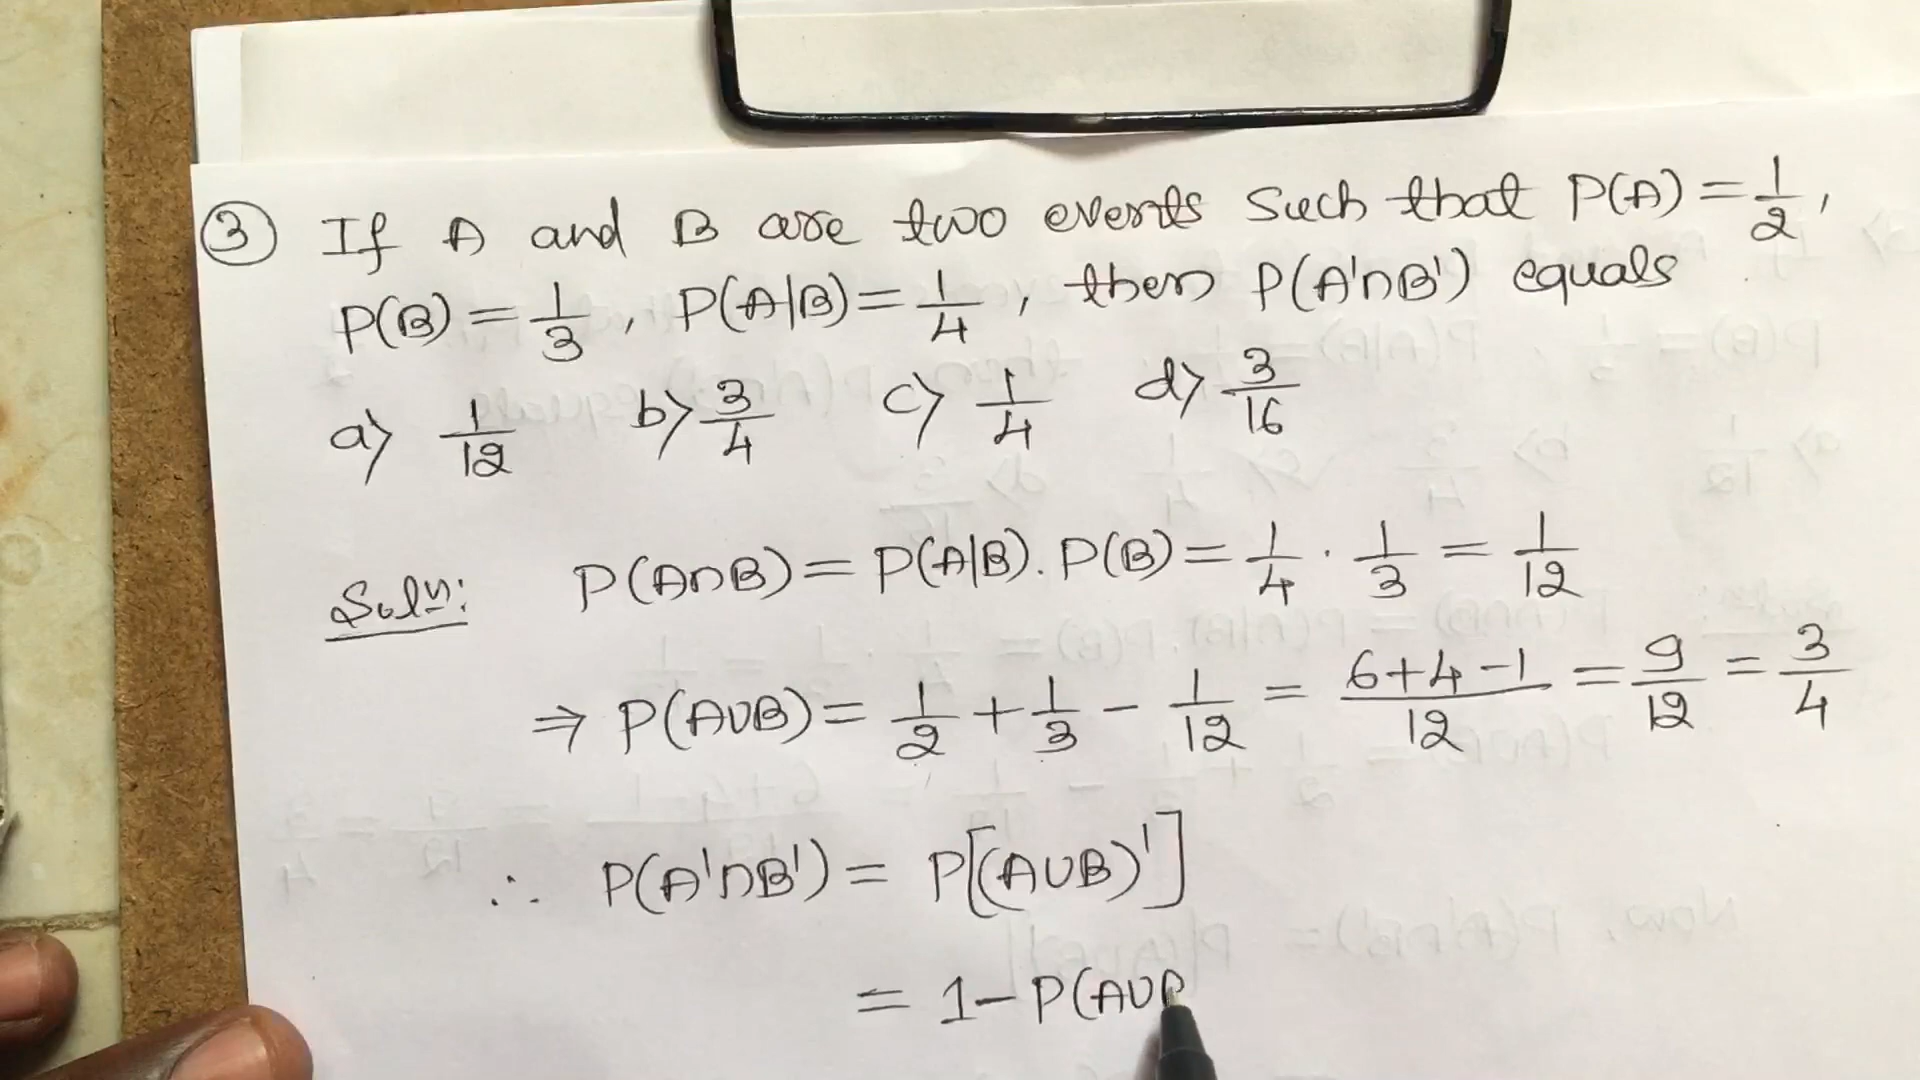 ③ If A and B are two events such that P(A) = 1/2,
P(B) = 1/3, P(A|B) = 1/4, then P(A'∩B') equals
a) 1/12 b) 3/4 c) 1/4 d) 3/16
Soln: P(A∩B) = P(A|B). P(B) = 1/4 · 1/3 = 1/12
⇒ P(A∪B) = 1/2 + 1/3 − 1/12 = (6+4−1)/12 = 9/12 = 3/4
∴ P(A'∩B') = P[(A∪B)']
= 1 − P(A∪